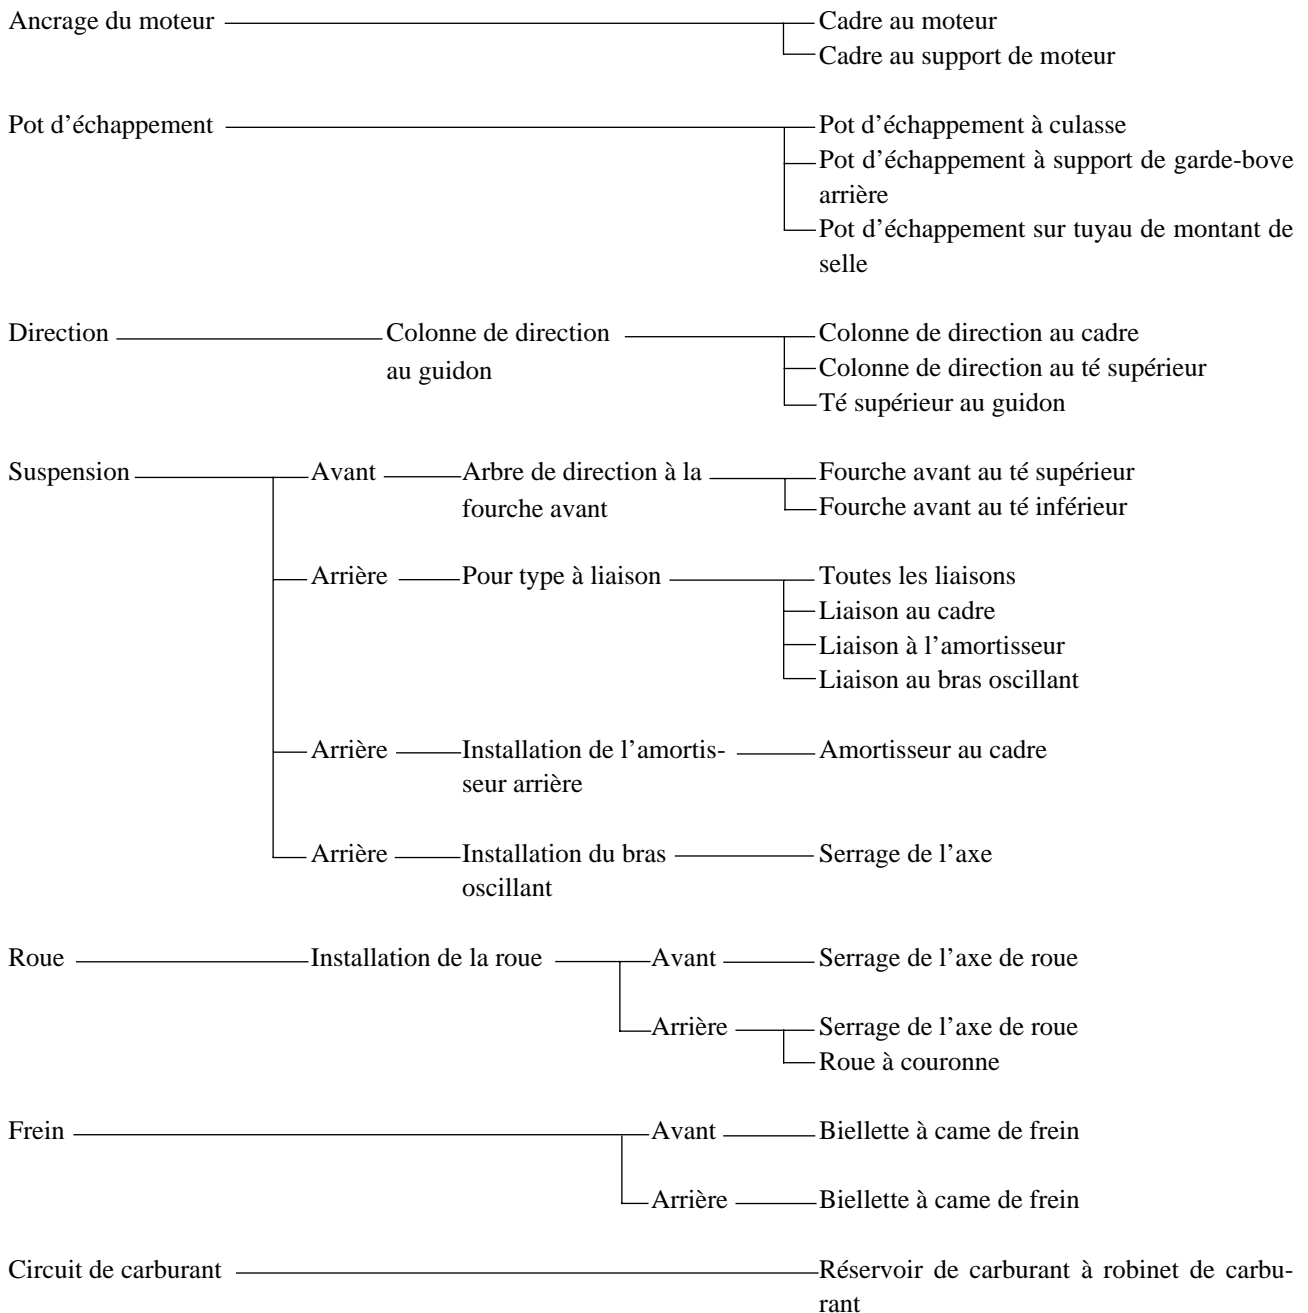 Ancrage du moteur Cadre au moteur
Cadre au support de moteur
Pot d’échappement Pot d’échappement à culasse
Pot d’échappement à support de garde-bove
arrière
Pot d’échappement sur tuyau de montant de
selle
Direction Colonne de direction Colonne de direction au cadre
au guidon Colonne de direction au té supérieur
Té supérieur au guidon
Suspension Avant Arbre de direction à la Fourche avant au té supérieur
fourche avant Fourche avant au té inférieur
Arrière Pour type à liaison Toutes les liaisons
Liaison au cadre
Liaison à l’amortisseur
Liaison au bras oscillant
Arrière Installation de l’amortis- Amortisseur au cadre
seur arrière
Arrière Installation du bras Serrage de l’axe
oscillant
Roue Installation de la roue Avant Serrage de l’axe de roue
Arrière Serrage de l’axe de roue
Roue à couronne
Frein Avant Biellette à came de frein
Arrière Biellette à came de frein
Circuit de carburant Réservoir de carburant à robinet de carbu-
rant